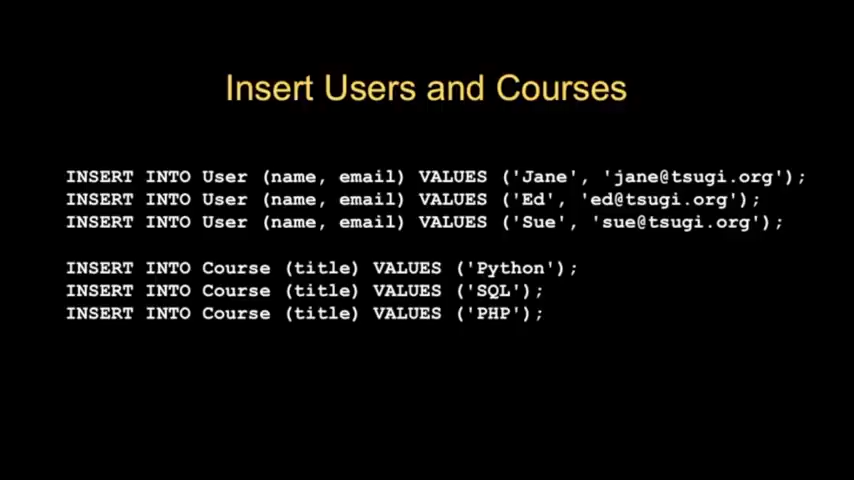 Insert Users and Courses
INSERT INTO User (name, email) VALUES ('Jane', 'jane@tsugi.org');
INSERT INTO User (name, email) VALUES ('Ed', 'ed@tsugi.org');
INSERT INTO User (name, email) VALUES ('Sue', 'sue@tsugi.org');
INSERT INTO Course (title) VALUES ('Python');
INSERT INTO Course (title) VALUES ('SQL');
INSERT INTO Course (title) VALUES ('PHP');